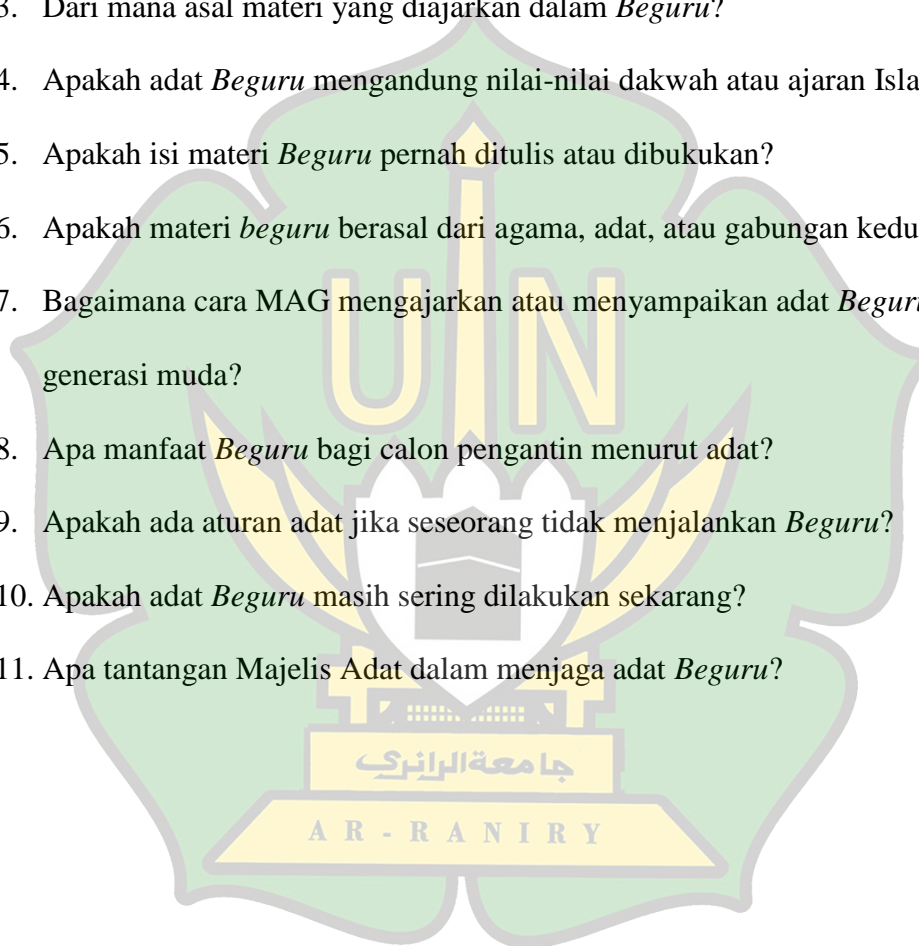 3. Dari mana asal materi yang diajarkan dalam Beguru?
4. Apakah adat Beguru mengandung nilai-nilai dakwah atau ajaran
5. Apakah isi materi Beguru pernah ditulis atau dibukukan?
6. Apakah materi beguru berasal dari agama, adat, atau gabungan
7. Bagaimana cara MAG mengajarkan atau menyampaikan adat
generasi muda?
8. Apa manfaat Beguru bagi calon pengantin menurut adat?
9. Apakah ada aturan adat jika seseorang tidak menjalankan Beguru?
10. Apakah adat Beguru masih sering dilakukan sekarang?
11. Apa tantangan Majelis Adat dalam menjaga adat Beguru?
UIN
جامعة الرانري
AR-RANIRY